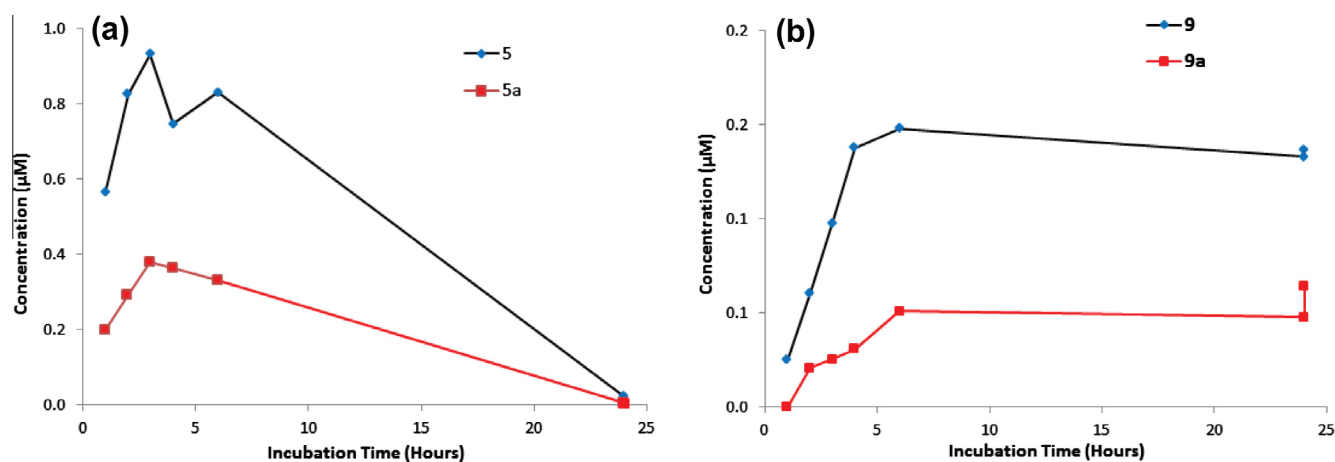 (a)
5
5a
1.0
0.8
0.6
0.4
0.2
0.0
Concentration (µM)
0 5 10 15 20 25
Incubation Time (Hours)
(b)
9
9a
0.2
0.2
0.1
0.1
0.0
Concentration (µM)
0 5 10 15 20 25
Incubation Time (Hours)